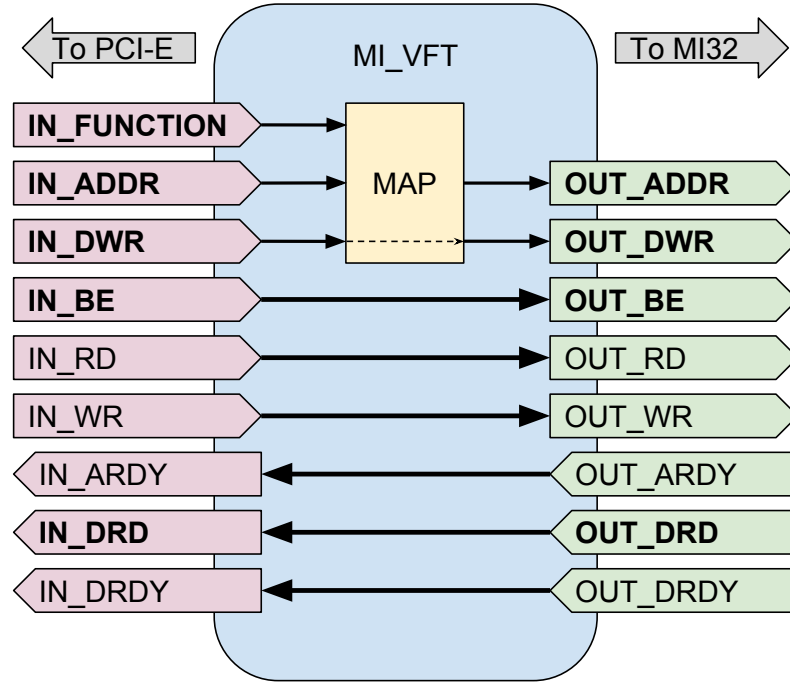 To PCI-E
MI_VFT
To MI32
IN_FUNCTION
IN_ADDR
MAP
OUT_ADDR
IN_DWR
OUT_DWR
IN_BE
OUT_BE
IN_RD
OUT_RD
IN_WR
OUT_WR
IN_ARDY
OUT_ARDY
IN_DRD
OUT_DRD
IN_DRDY
OUT_DRDY